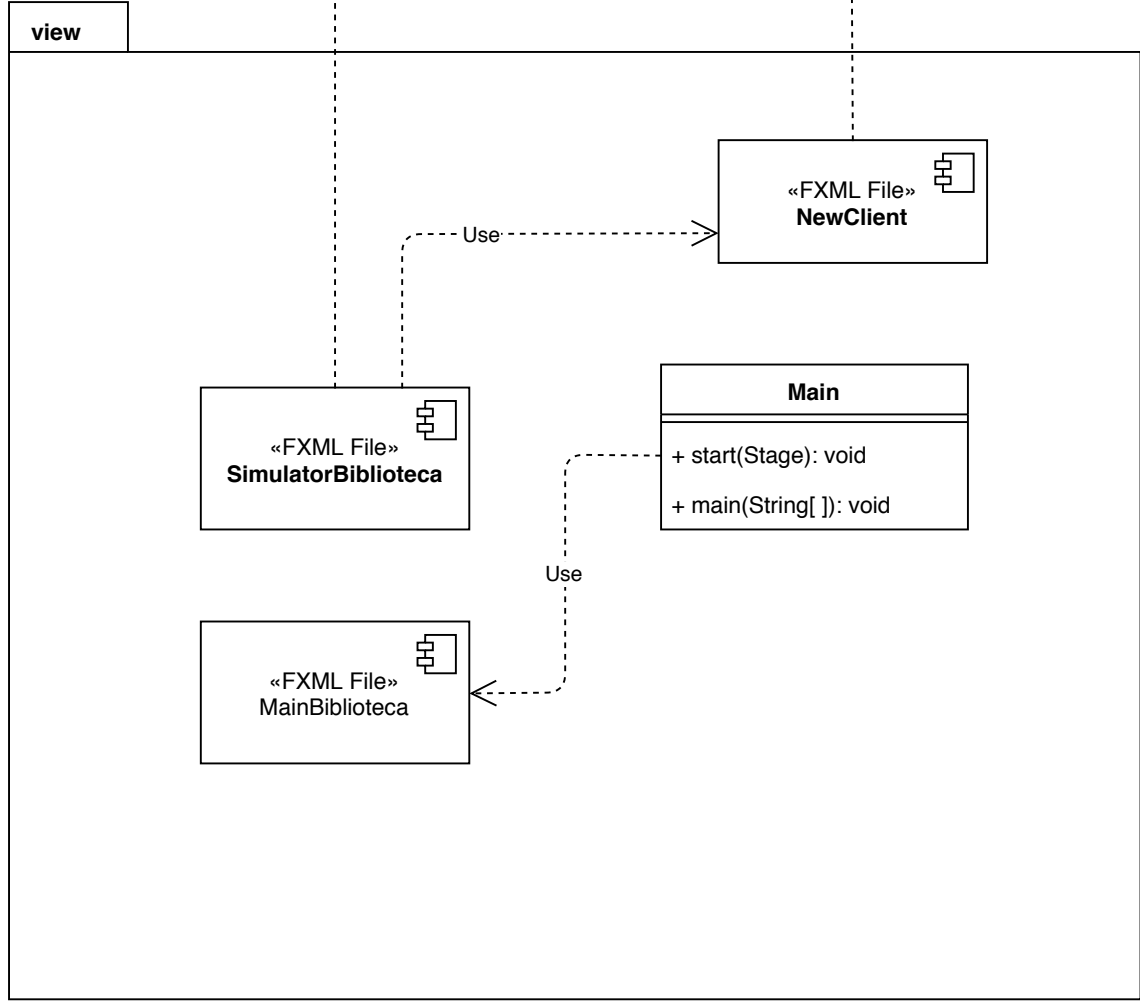 view
«FXML File»
NewClient
Use
Main
«FXML File»
SimulatorBiblioteca
+ start(Stage): void
+ main(String[ ]): void
Use
«FXML File»
MainBiblioteca